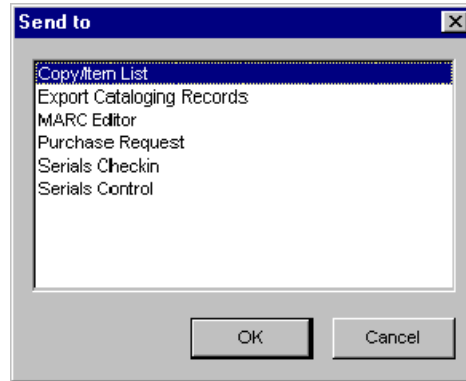 Send to
Copy/Item List
Export Cataloging Records
MARC Editor
Purchase Request
Serials Checkin
Serials Control
OK
Cancel